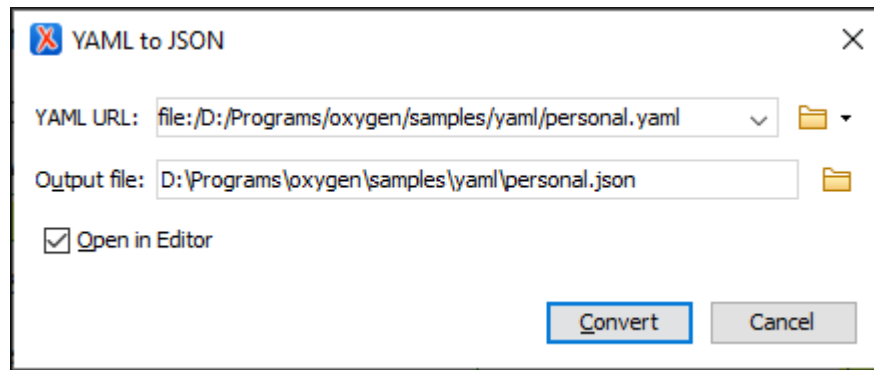 YAML to JSON
YAML URL: file:/D:/Programs/oxygen/samples/yaml/personal.yaml
Output file: D:\Programs\oxygen\samples\yaml\personal.json
Open in Editor
Convert Cancel